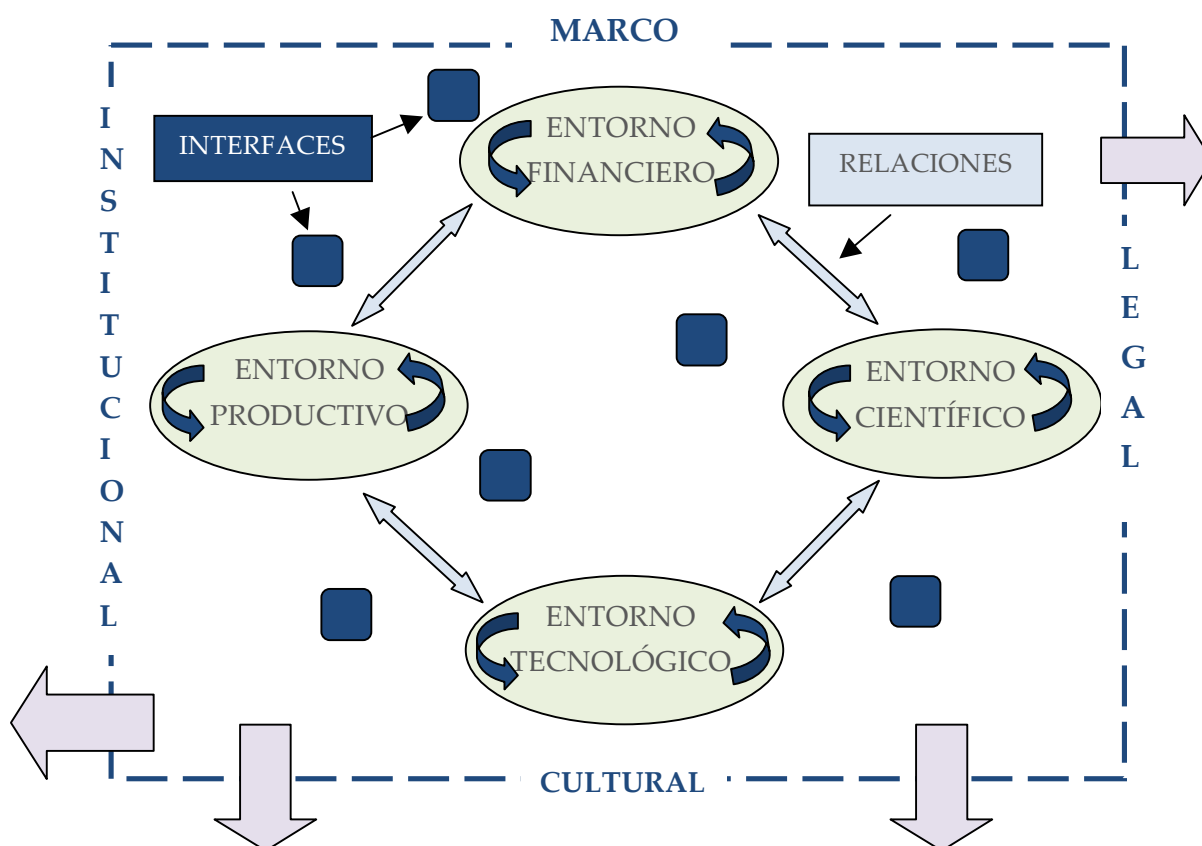 MARCO
INSTITUCIONAL
INTERFACES
ENTORNO
FINANCIERO
RELACIONES
LEGAL
ENTORNO
PRODUCTIVO
ENTORNO
CIENTÍFICO
ENTORNO
TECNOLÓGICO
CULTURAL